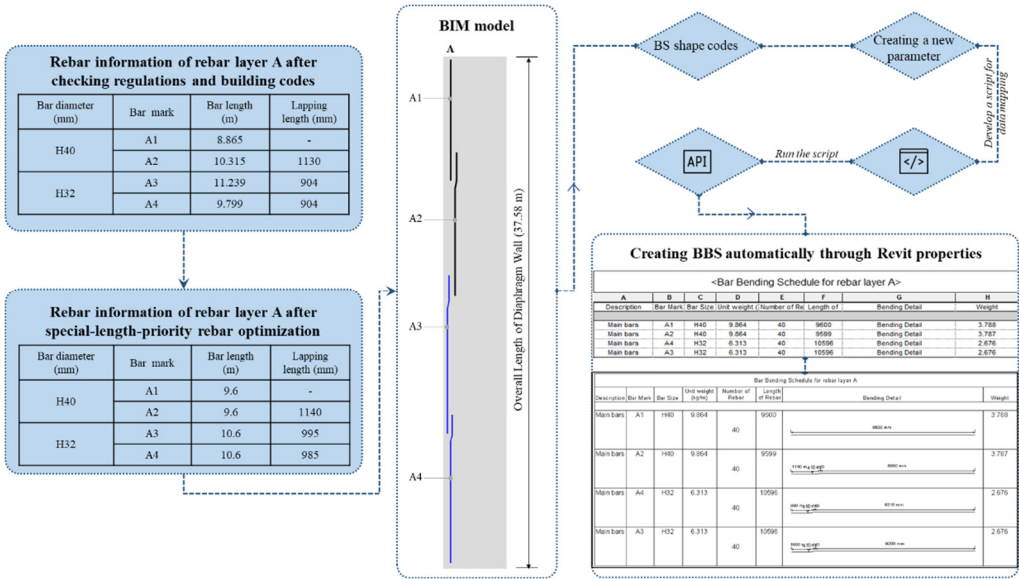 Rebar information of rebar layer A after
checking regulations and building codes
Bar diameter (mm) Bar mark Bar length (m) Lapping length (mm)
H40 A1 8.865 -
A2 10.315 1130
H32 A3 11.239 904
A4 9.799 904
Rebar information of rebar layer A after
special-length-priority rebar optimization
Bar diameter (mm) Bar mark Bar length (m) Lapping length (mm)
H40 A1 9.6 -
A2 9.6 1140
H32 A3 10.6 995
A4 10.6 985
BIM model
A
A1
A2
A3
A4
Overall Length of Diaphragm Wall (37.58 m)
BS shape codes
Creating a new
parameter
Develop a script for
data mapping
</>
Run the script
API
Creating BBS automatically through Revit properties
<Bar Bending Schedule for rebar layer A>
A B C D E F G H
Description Bar Mark Bar Size Unit weight ( Number of Re Length of Bending Detail Weight
Main bars A1 H40 9.864 40 9600 Bending Detail 3.788
Main bars A2 H40 9.864 40 9599 Bending Detail 3.787
Main bars A4 H32 6.313 40 10596 Bending Detail 2.676
Main bars A3 H32 6.313 40 10596 Bending Detail 2.676
Bar Bending Schedule for rebar layer A
Description Bar Mark Bar Size Unit weight (kg/m) Number of Rebar Length of Rebar Bending Detail Weight
Main bars A1 H40 9.864 40 9600 9600 mm 3.788
Main bars A2 H40 9.864 40 9599 1140 mm 3.787
Main bars A4 H32 6.313 40 10596 2.676
Main bars A3 H32 6.313 40 10596 2.676